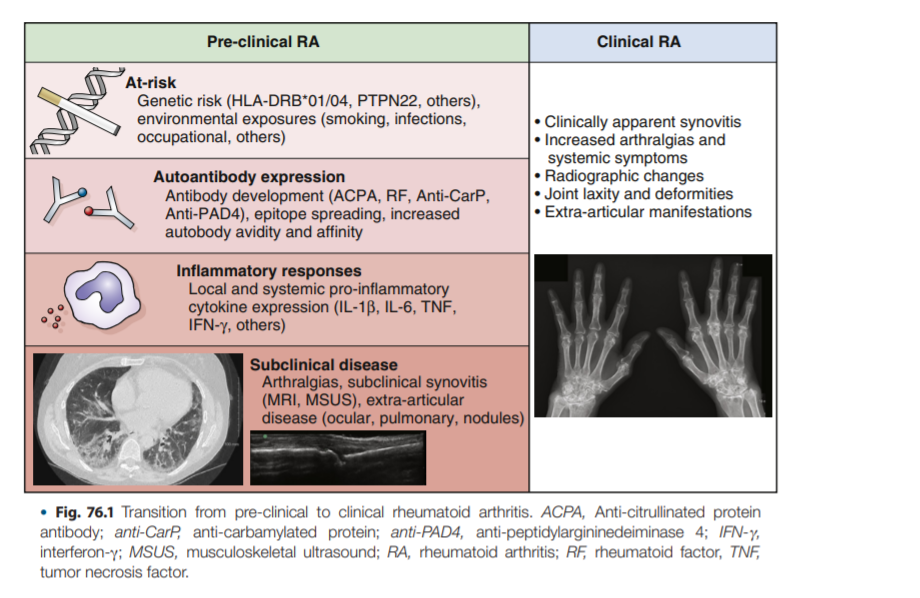 Pre-clinical RA
Clinical RA
At-risk
Genetic risk (HLA-DRB*01/04, PTPN22, others),
environmental exposures (smoking, infections,
occupational, others)
Autoantibody expression
Antibody development (ACPA, RF, Anti-CarP,
Anti-PAD4), epitope spreading, increased
autobody avidity and affinity
Inflammatory responses
Local and systemic pro-inflammatory
cytokine expression (IL-1β, IL-6, TNF,
IFN-γ, others)
Subclinical disease
Arthralgias, subclinical synovitis
(MRI, MSUS), extra-articular
disease (ocular, pulmonary, nodules)
• Clinically apparent synovitis
• Increased arthralgias and
systemic symptoms
• Radiographic changes
• Joint laxity and deformities
• Extra-articular manifestations
• Fig. 76.1 Transition from pre-clinical to clinical rheumatoid arthritis. ACPA, Anti-citrullinated protein
antibody; anti-CarP, anti-carbamylated protein; anti-PAD4, anti-peptidylargininedeiminase 4; IFN-γ,
interferon-γ; MSUS, musculoskeletal ultrasound; RA, rheumatoid arthritis; RF, rheumatoid factor, TNF,
tumor necrosis factor.